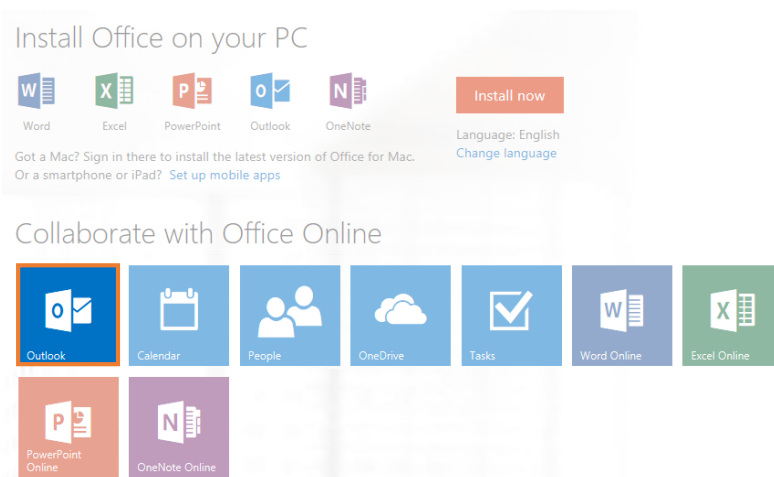 Install Office on your PC
Word Excel PowerPoint Outlook OneNote
Install now
Language: English
Change language
Got a Mac? Sign in there to install the latest version of Office for Mac.
Or a smartphone or iPad? Set up mobile apps
Collaborate with Office Online
Outlook Calendar People OneDrive Tasks Word Online Excel Online
PowerPoint
Online
OneNote Online